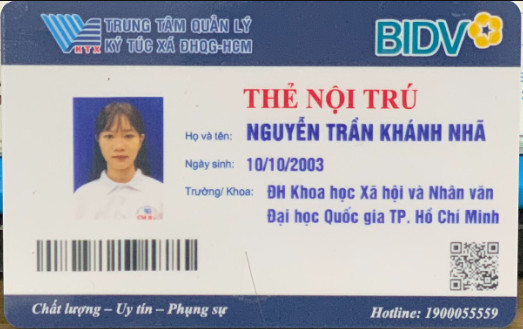 KTX
TRUNG TÂM QUẢN LÝ
KÝ TÚC XÁ ĐHQG-HCM
BIDV
THẺ NỘI TRÚ
Họ và tên: NGUYỄN TRẦN KHÁNH NHÃ
Ngày sinh: 10/10/2003
Trường/ Khoa: ĐH Khoa học Xã hội và Nhân văn
Đại học Quốc gia TP. Hồ Chí Minh
Chất lượng – Uy tín – Phụng sự
Hotline: 1900055559